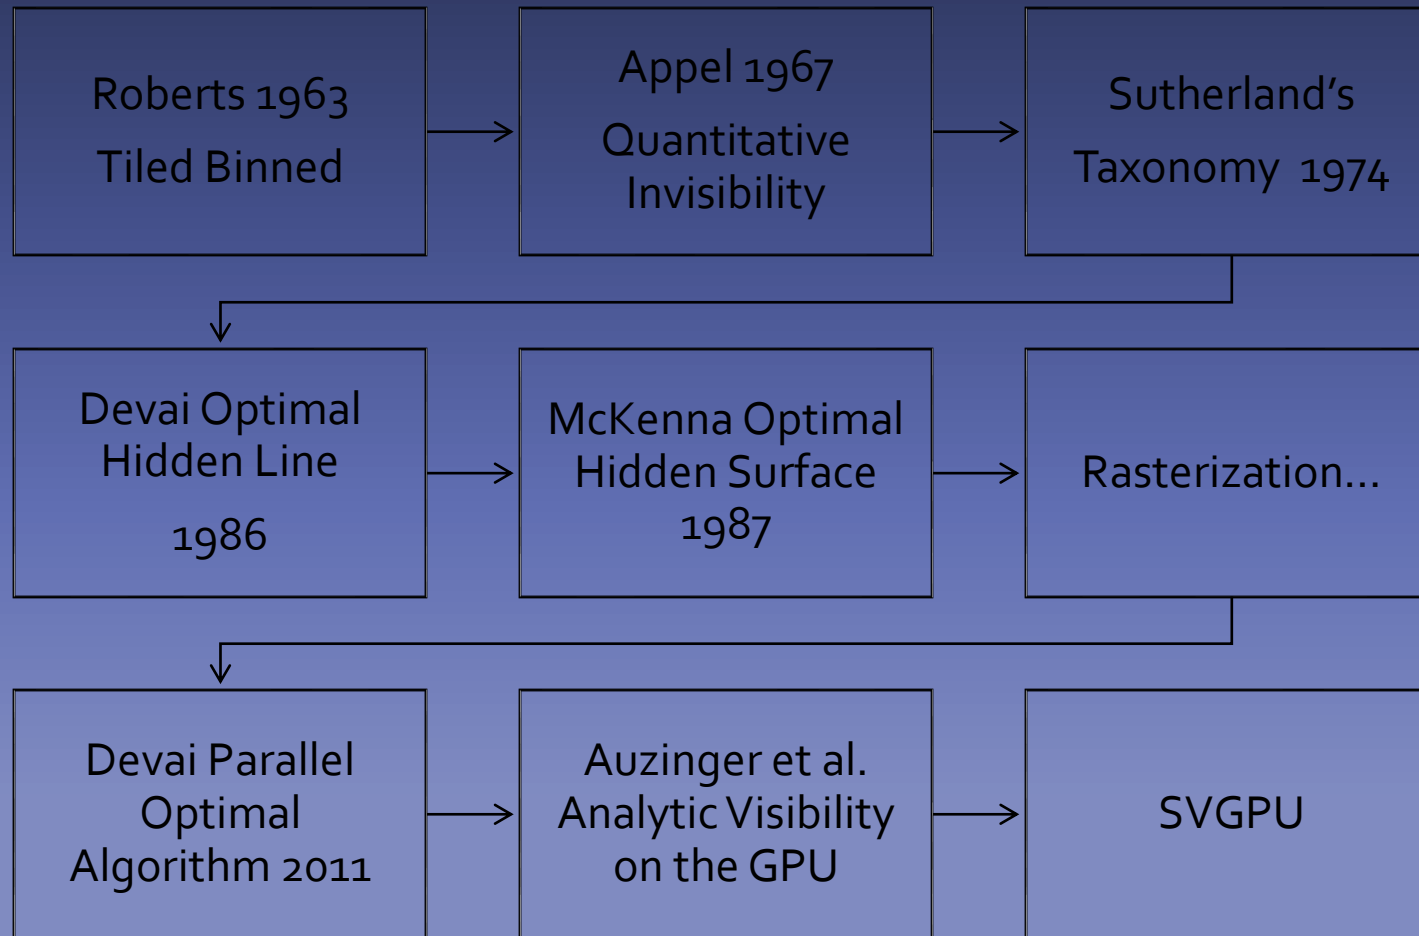 Roberts 1963
Tiled Binned
Appel 1967
Quantitative
Invisibility
Sutherland's
Taxonomy 1974
Devai Optimal
Hidden Line
1986
McKenna Optimal
Hidden Surface
1987
Rasterization...
Devai Parallel
Optimal
Algorithm 2011
Auzinger et al.
Analytic Visibility
on the GPU
SVGPU